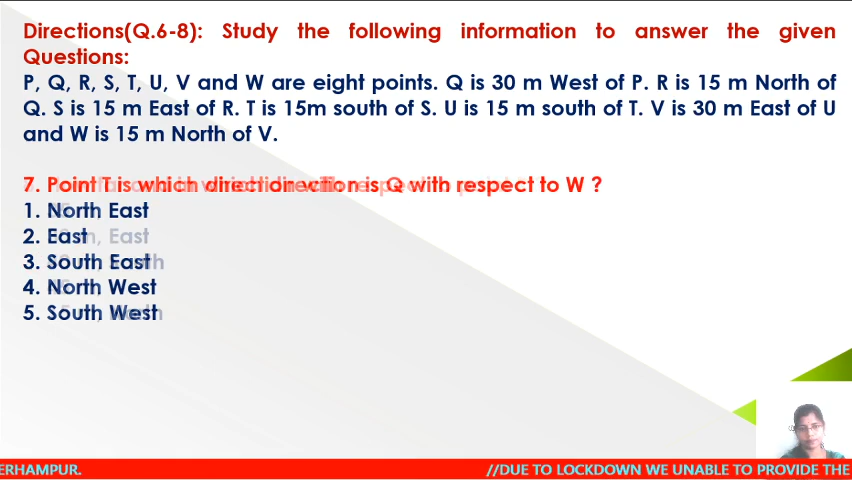 Directions(Q.6-8): Study the following information to answer the given
Questions:
P, Q, R, S, T, U, V and W are eight points. Q is 30 m West of P. R is 15 m North of
Q. S is 15 m East of R. T is 15m south of S. U is 15 m south of T. V is 30 m East of U
and W is 15 m North of V.
7. Point T is which direction is Q with respect to W ?
1. North East
2. East
3. South East
4. North West
5. South West
ERHAMPUR.
//DUE TO LOCKDOWN WE UNABLE TO PROVIDE THE